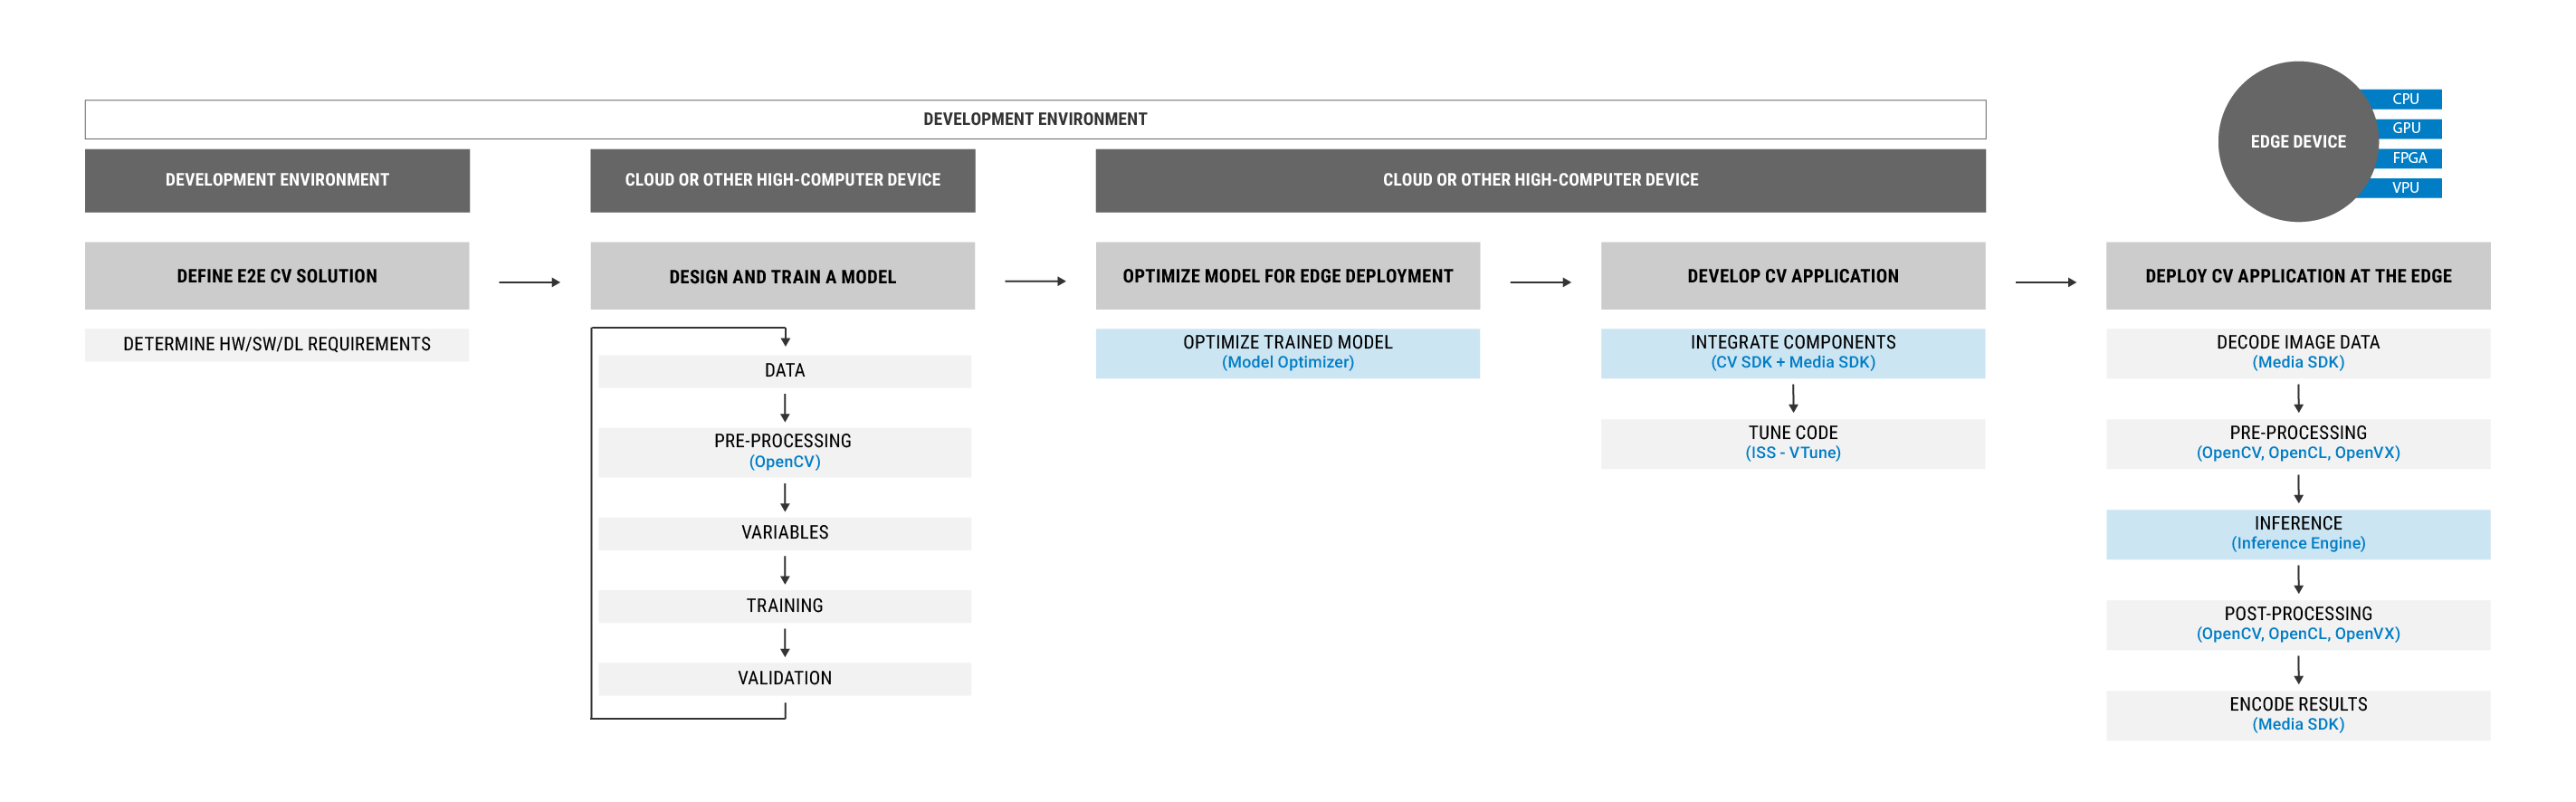 DEVELOPMENT ENVIRONMENT
DEVELOPMENT ENVIRONMENT
CLOUD OR OTHER HIGH-COMPUTER DEVICE
CLOUD OR OTHER HIGH-COMPUTER DEVICE
EDGE DEVICE
CPU
GPU
FPGA
VPU
DEFINE E2E CV SOLUTION
DETERMINE HW/SW/DL REQUIREMENTS
DESIGN AND TRAIN A MODEL
DATA
PRE-PROCESSING
(OpenCV)
VARIABLES
TRAINING
VALIDATION
OPTIMIZE MODEL FOR EDGE DEPLOYMENT
OPTIMIZE TRAINED MODEL
(Model Optimizer)
DEVELOP CV APPLICATION
INTEGRATE COMPONENTS
(CV SDK + Media SDK)
TUNE CODE
(ISS - VTune)
DEPLOY CV APPLICATION AT THE EDGE
DECODE IMAGE DATA
(Media SDK)
PRE-PROCESSING
(OpenCV, OpenCL, OpenVX)
INFERENCE
(Inference Engine)
POST-PROCESSING
(OpenCV, OpenCL, OpenVX)
ENCODE RESULTS
(Media SDK)